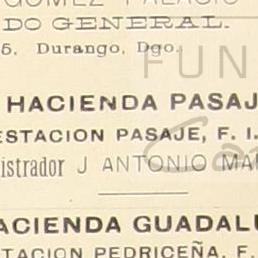 GOMEZ PALACIO
DO GENERAL.
5. Durango, Dgo.
FUN
HACIENDA PASAJ
ESTACION PASAJE, F. I.
istrador J ANTONIO MA
ACIENDA GUADALU
TACION PEDRICEÑA, F.